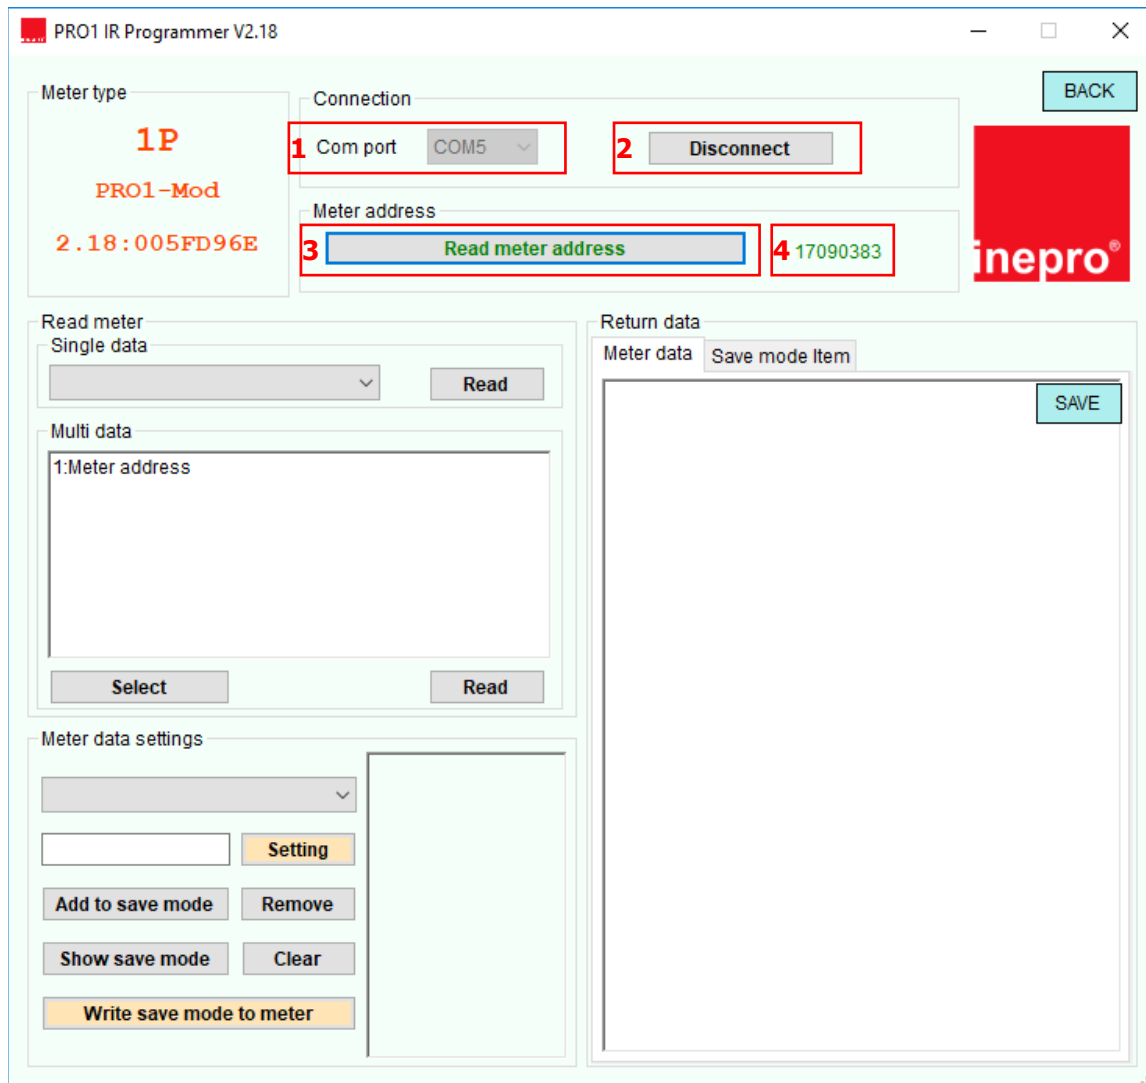 PRO1 IR Programmer V2.18
BACK
Meter type
1P
PRO1-Mod
2.18:005FD96E
Connection
1 Com port COM5
2 Disconnect
Meter address
3 Read meter address
4 17090383
inepro®
Read meter
Single data
Read
Multi data
1:Meter address
Select Read
Meter data settings
Setting
Add to save mode Remove
Show save mode Clear
Write save mode to meter
Return data
Meter data Save mode Item
SAVE